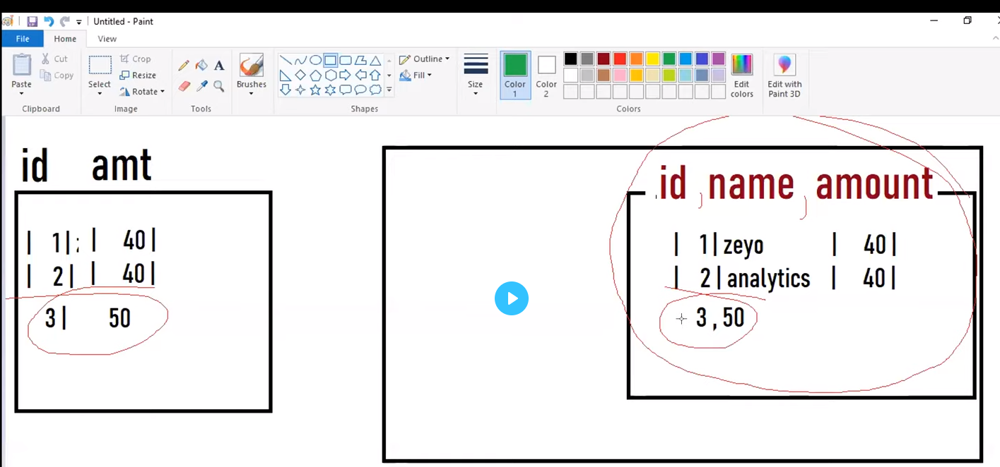 Untitled - Paint
File Home View
Paste
Cut
Copy
Clipboard
Select
Crop
Resize
Rotate
Image
A
Tools
Brushes
Shapes
Outline
Fill
Size
Color 1
Color 2
Edit colors
Colors
Edit with Paint 3D
id amt
| 1|; | 40|
| 2| | 40|
3| 50
id , name , amount
| 1| zeyo | 40|
| 2| analytics | 40|
3 , 50